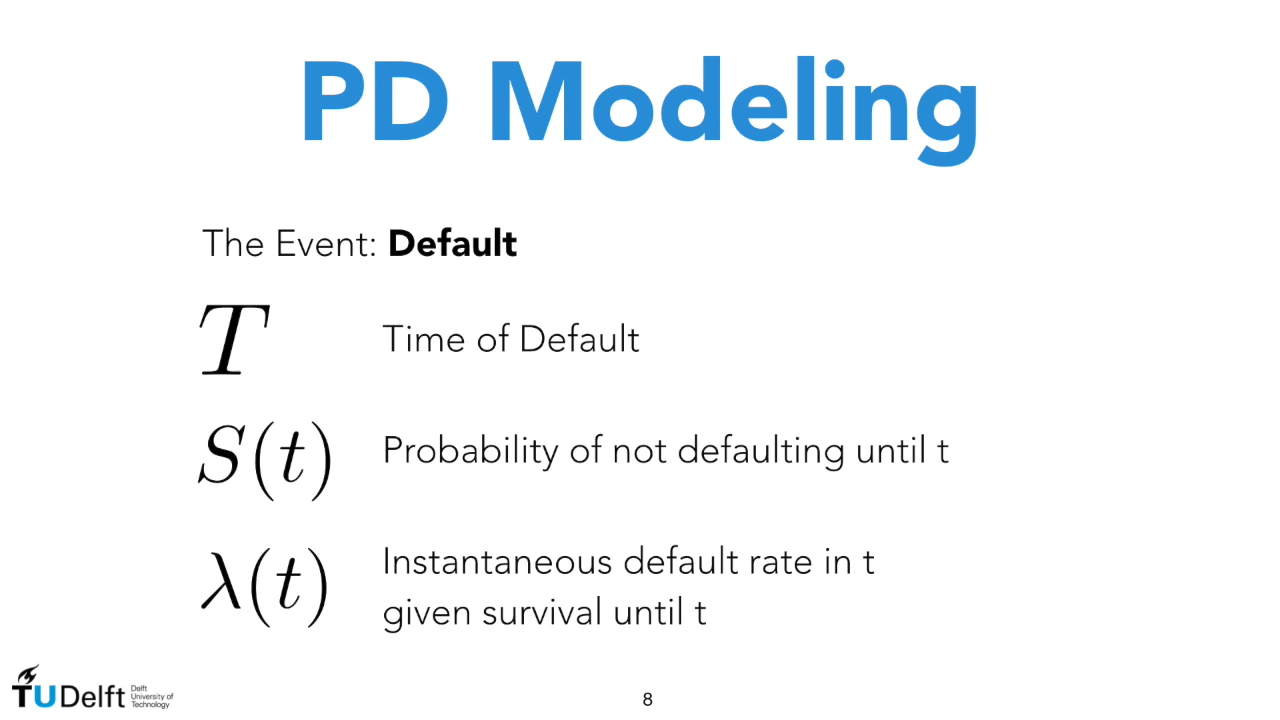 PD Modeling
The Event: Default
T Time of Default
S(t) Probability of not defaulting until t
λ(t) Instantaneous default rate in t
given survival until t
TUDelft Delft
University of
Technology
8